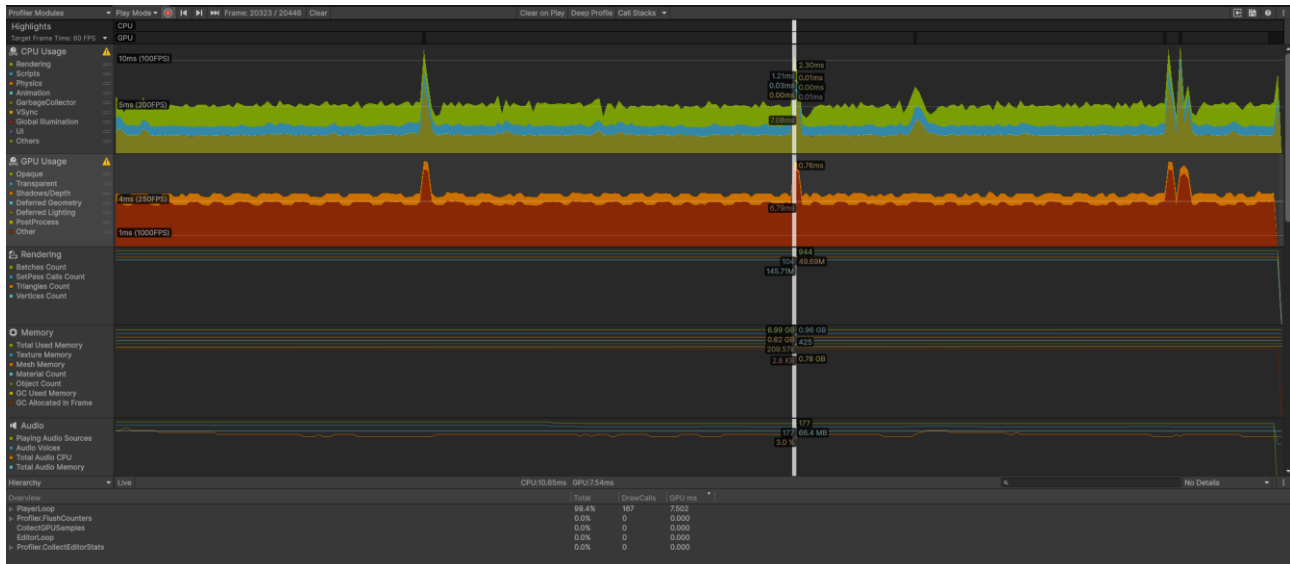 Profiler Modules Play Mode Frame: 20323 / 20448 Clear Clear on Play Deep Profile Call Stacks
Highlights CPU
Target Frame Time: 60 FPS GPU
CPU Usage
Rendering
Scripts
Physics
Animation
GarbageCollector
VSync
Global Illumination
UI
Others
10ms (100FPS)
5ms (200FPS)
2.30ms
1.21ms 0.01ms
0.03ms 0.00ms
0.00ms 0.01ms
7.09ms
GPU Usage
Opaque
Transparent
Shadows/Depth
Deferred Geometry
Deferred Lighting
PostProcess
Other
4ms (250FPS)
1ms (1000FPS)
0.76ms
6.79ms
Rendering
Batches Count
SetPass Calls Count
Triangles Count
Vertices Count
944
104 49.69M
145.71M
Memory
Total Used Memory
Texture Memory
Mesh Memory
Material Count
Object Count
GC Used Memory
GC Allocated In Frame
6.99 GB 0.96 GB
0.62 GB 425
209.57k
2.6 KB 0.78 GB
Audio
Playing Audio Sources
Audio Voices
Total Audio CPU
Total Audio Memory
177
177 66.4 MB
3.0 %
Hierarchy Live CPU:10.65ms GPU:7.54ms No Details
Overview Total DrawCalls GPU ms
PlayerLoop 99.4% 167 7.502
Profiler.FlushCounters 0.0% 0 0.000
CollectGPUSamples 0.0% 0 0.000
EditorLoop 0.0% 0 0.000
Profiler.CollectEditorStats 0.0% 0 0.000